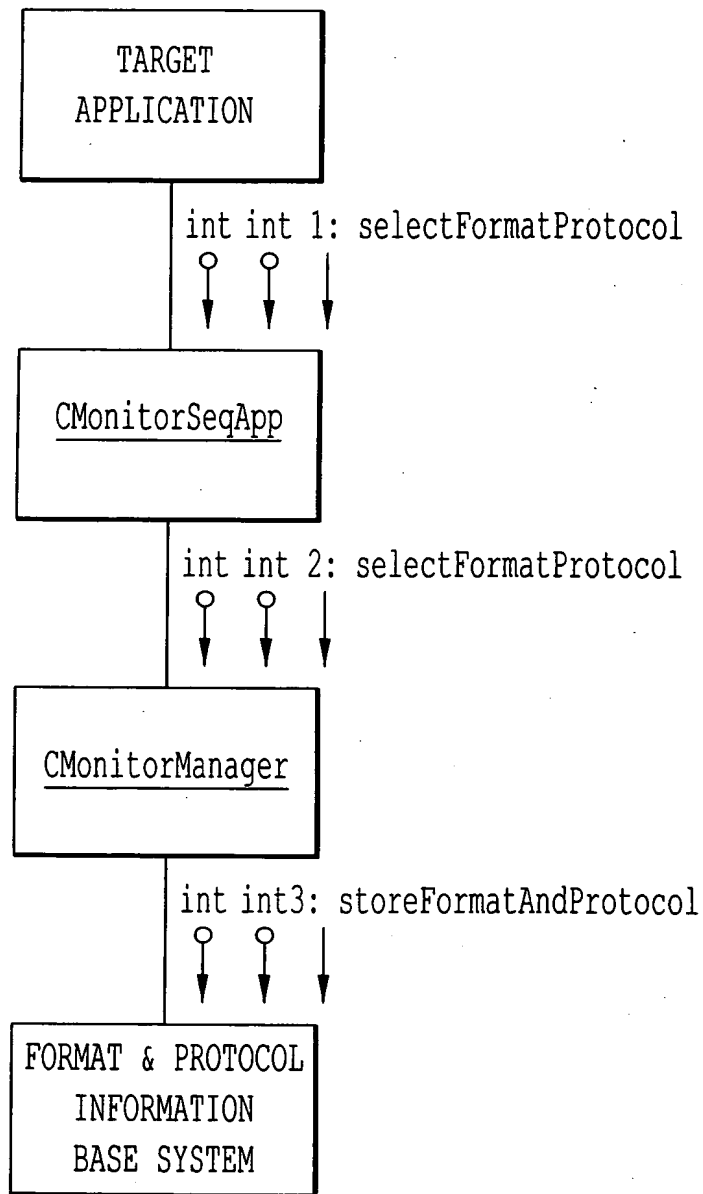 TARGET
APPLICATION
int int 1: selectFormatProtocol
CMonitorSeqApp
int int 2: selectFormatProtocol
CMonitorManager
int int3: storeFormatAndProtocol
FORMAT & PROTOCOL
INFORMATION
BASE SYSTEM